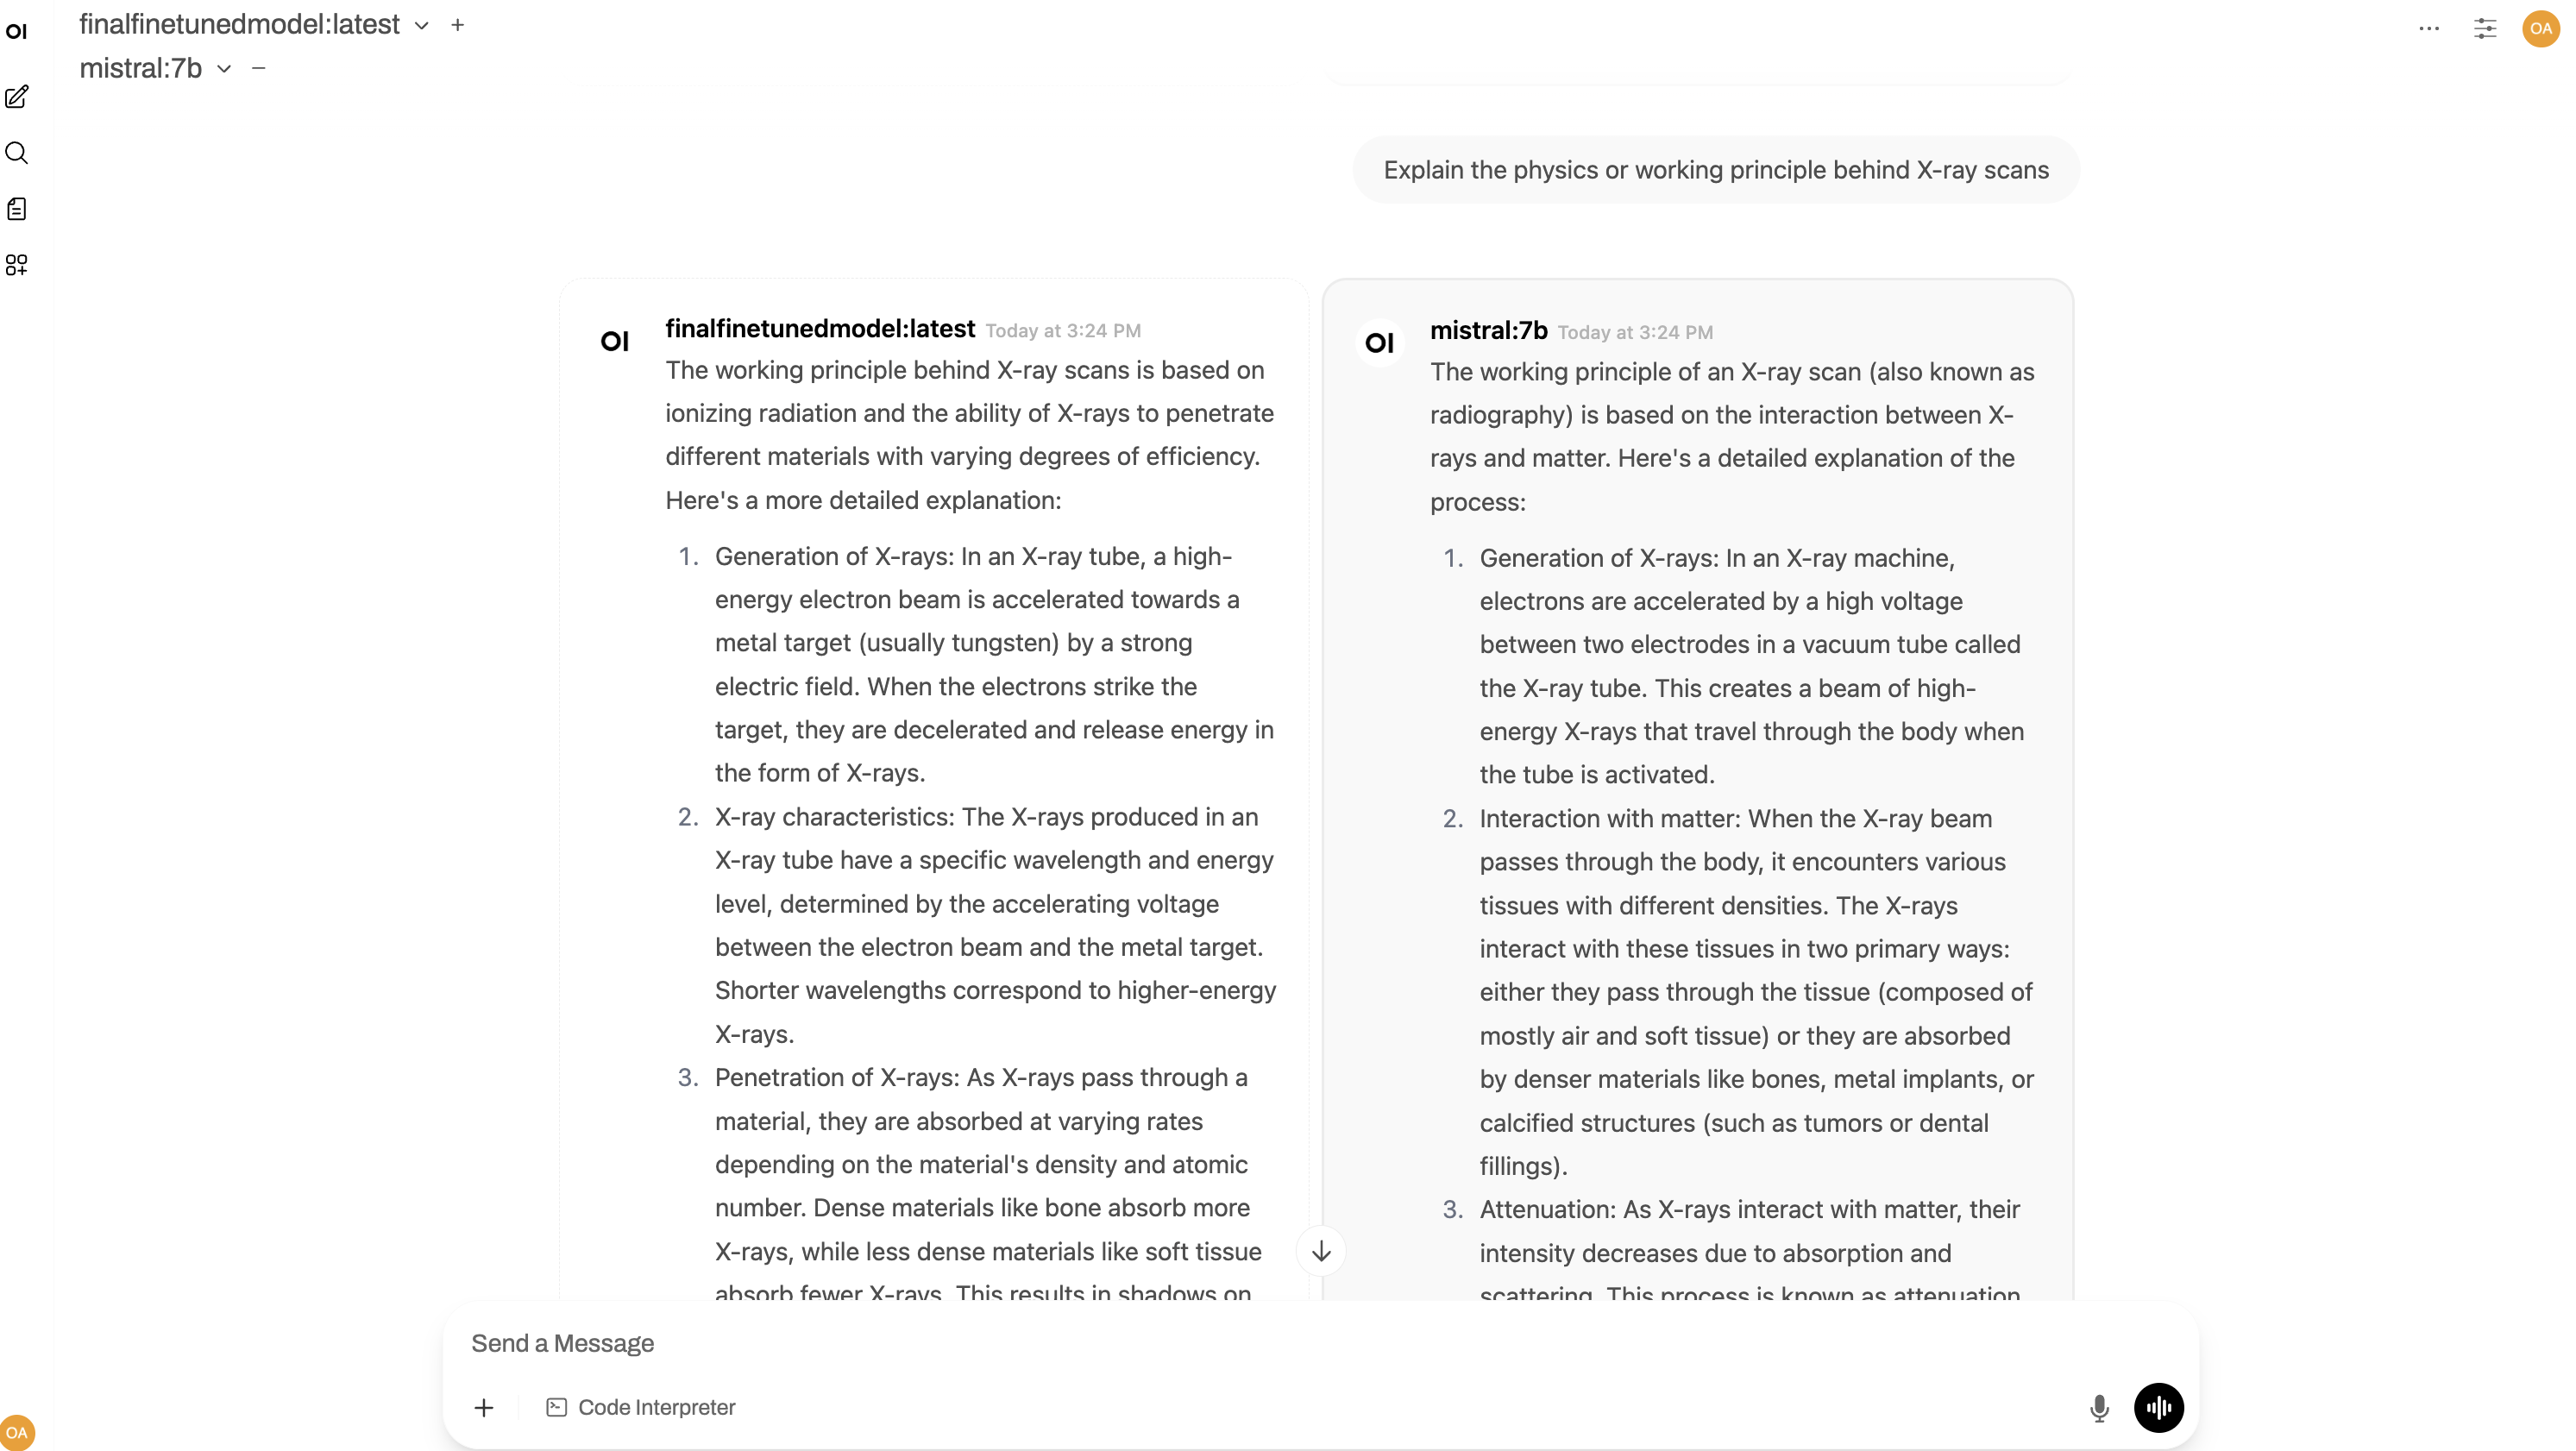 OI
finalfinetunedmodel:latest
mistral:7b
OA
Explain the physics or working principle behind X-ray scans
OI
finalfinetunedmodel:latest Today at 3:24 PM
The working principle behind X-ray scans is based on
ionizing radiation and the ability of X-rays to penetrate
different materials with varying degrees of efficiency.
Here's a more detailed explanation:
1. Generation of X-rays: In an X-ray tube, a high-
energy electron beam is accelerated towards a
metal target (usually tungsten) by a strong
electric field. When the electrons strike the
target, they are decelerated and release energy in
the form of X-rays.
2. X-ray characteristics: The X-rays produced in an
X-ray tube have a specific wavelength and energy
level, determined by the accelerating voltage
between the electron beam and the metal target.
Shorter wavelengths correspond to higher-energy
X-rays.
3. Penetration of X-rays: As X-rays pass through a
material, they are absorbed at varying rates
depending on the material's density and atomic
number. Dense materials like bone absorb more
X-rays, while less dense materials like soft tissue
absorb fewer X-rays. This results in shadows on
OI
mistral:7b Today at 3:24 PM
The working principle of an X-ray scan (also known as
radiography) is based on the interaction between X-
rays and matter. Here's a detailed explanation of the
process:
1. Generation of X-rays: In an X-ray machine,
electrons are accelerated by a high voltage
between two electrodes in a vacuum tube called
the X-ray tube. This creates a beam of high-
energy X-rays that travel through the body when
the tube is activated.
2. Interaction with matter: When the X-ray beam
passes through the body, it encounters various
tissues with different densities. The X-rays
interact with these tissues in two primary ways:
either they pass through the tissue (composed of
mostly air and soft tissue) or they are absorbed
by denser materials like bones, metal implants, or
calcified structures (such as tumors or dental
fillings).
3. Attenuation: As X-rays interact with matter, their
intensity decreases due to absorption and
scattering. This process is known as attenuation
Send a Message
Code Interpreter
OA